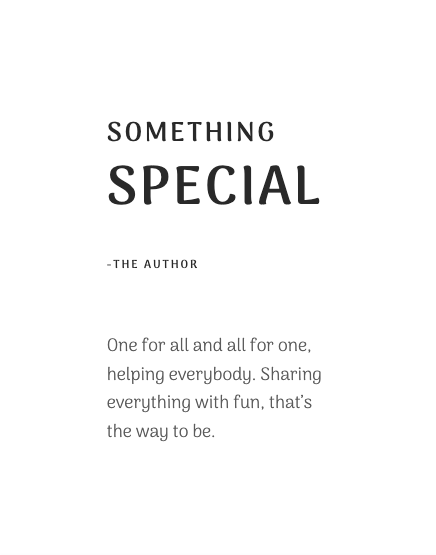 SOMETHING
SPECIAL
-THE AUTHOR
One for all and all for one,
helping everybody. Sharing
everything with fun, that's
the way to be.